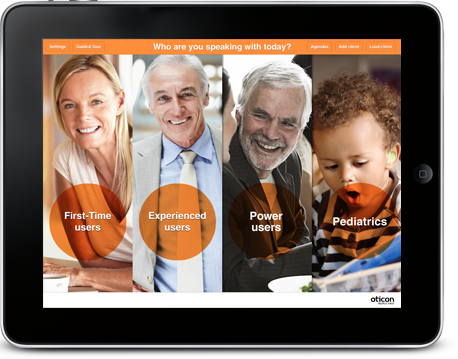 Settings
Guided Tour
Who are you speaking with today?
Agendas
Add client
Load client
First-Time
users
Experienced
users
Power
users
Pediatrics
oticon